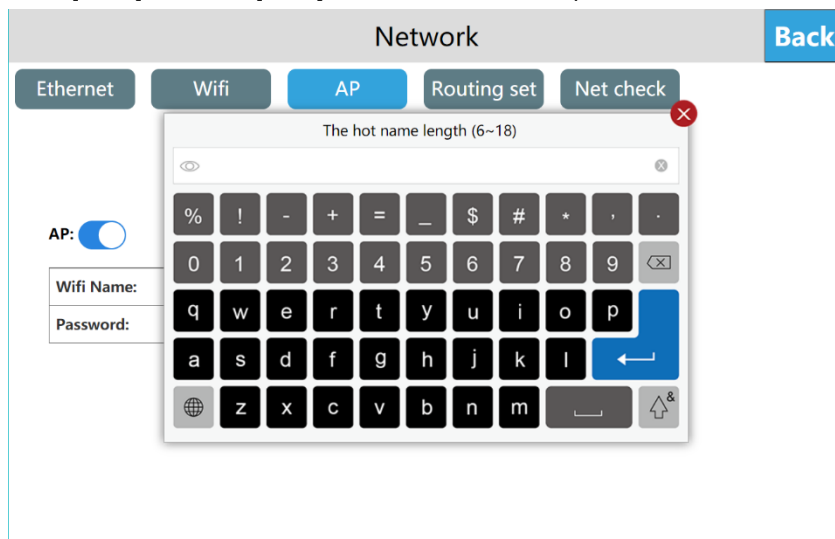 Network
Back
Ethernet Wifi AP Routing set Net check
The hot name length (6~18)
% ! - + = _ $ # * , .
AP:
0 1 2 3 4 5 6 7 8 9
Wifi Name:
q w e r t y u i o p
Password:
a s d f g h j k l
z x c v b n m
&